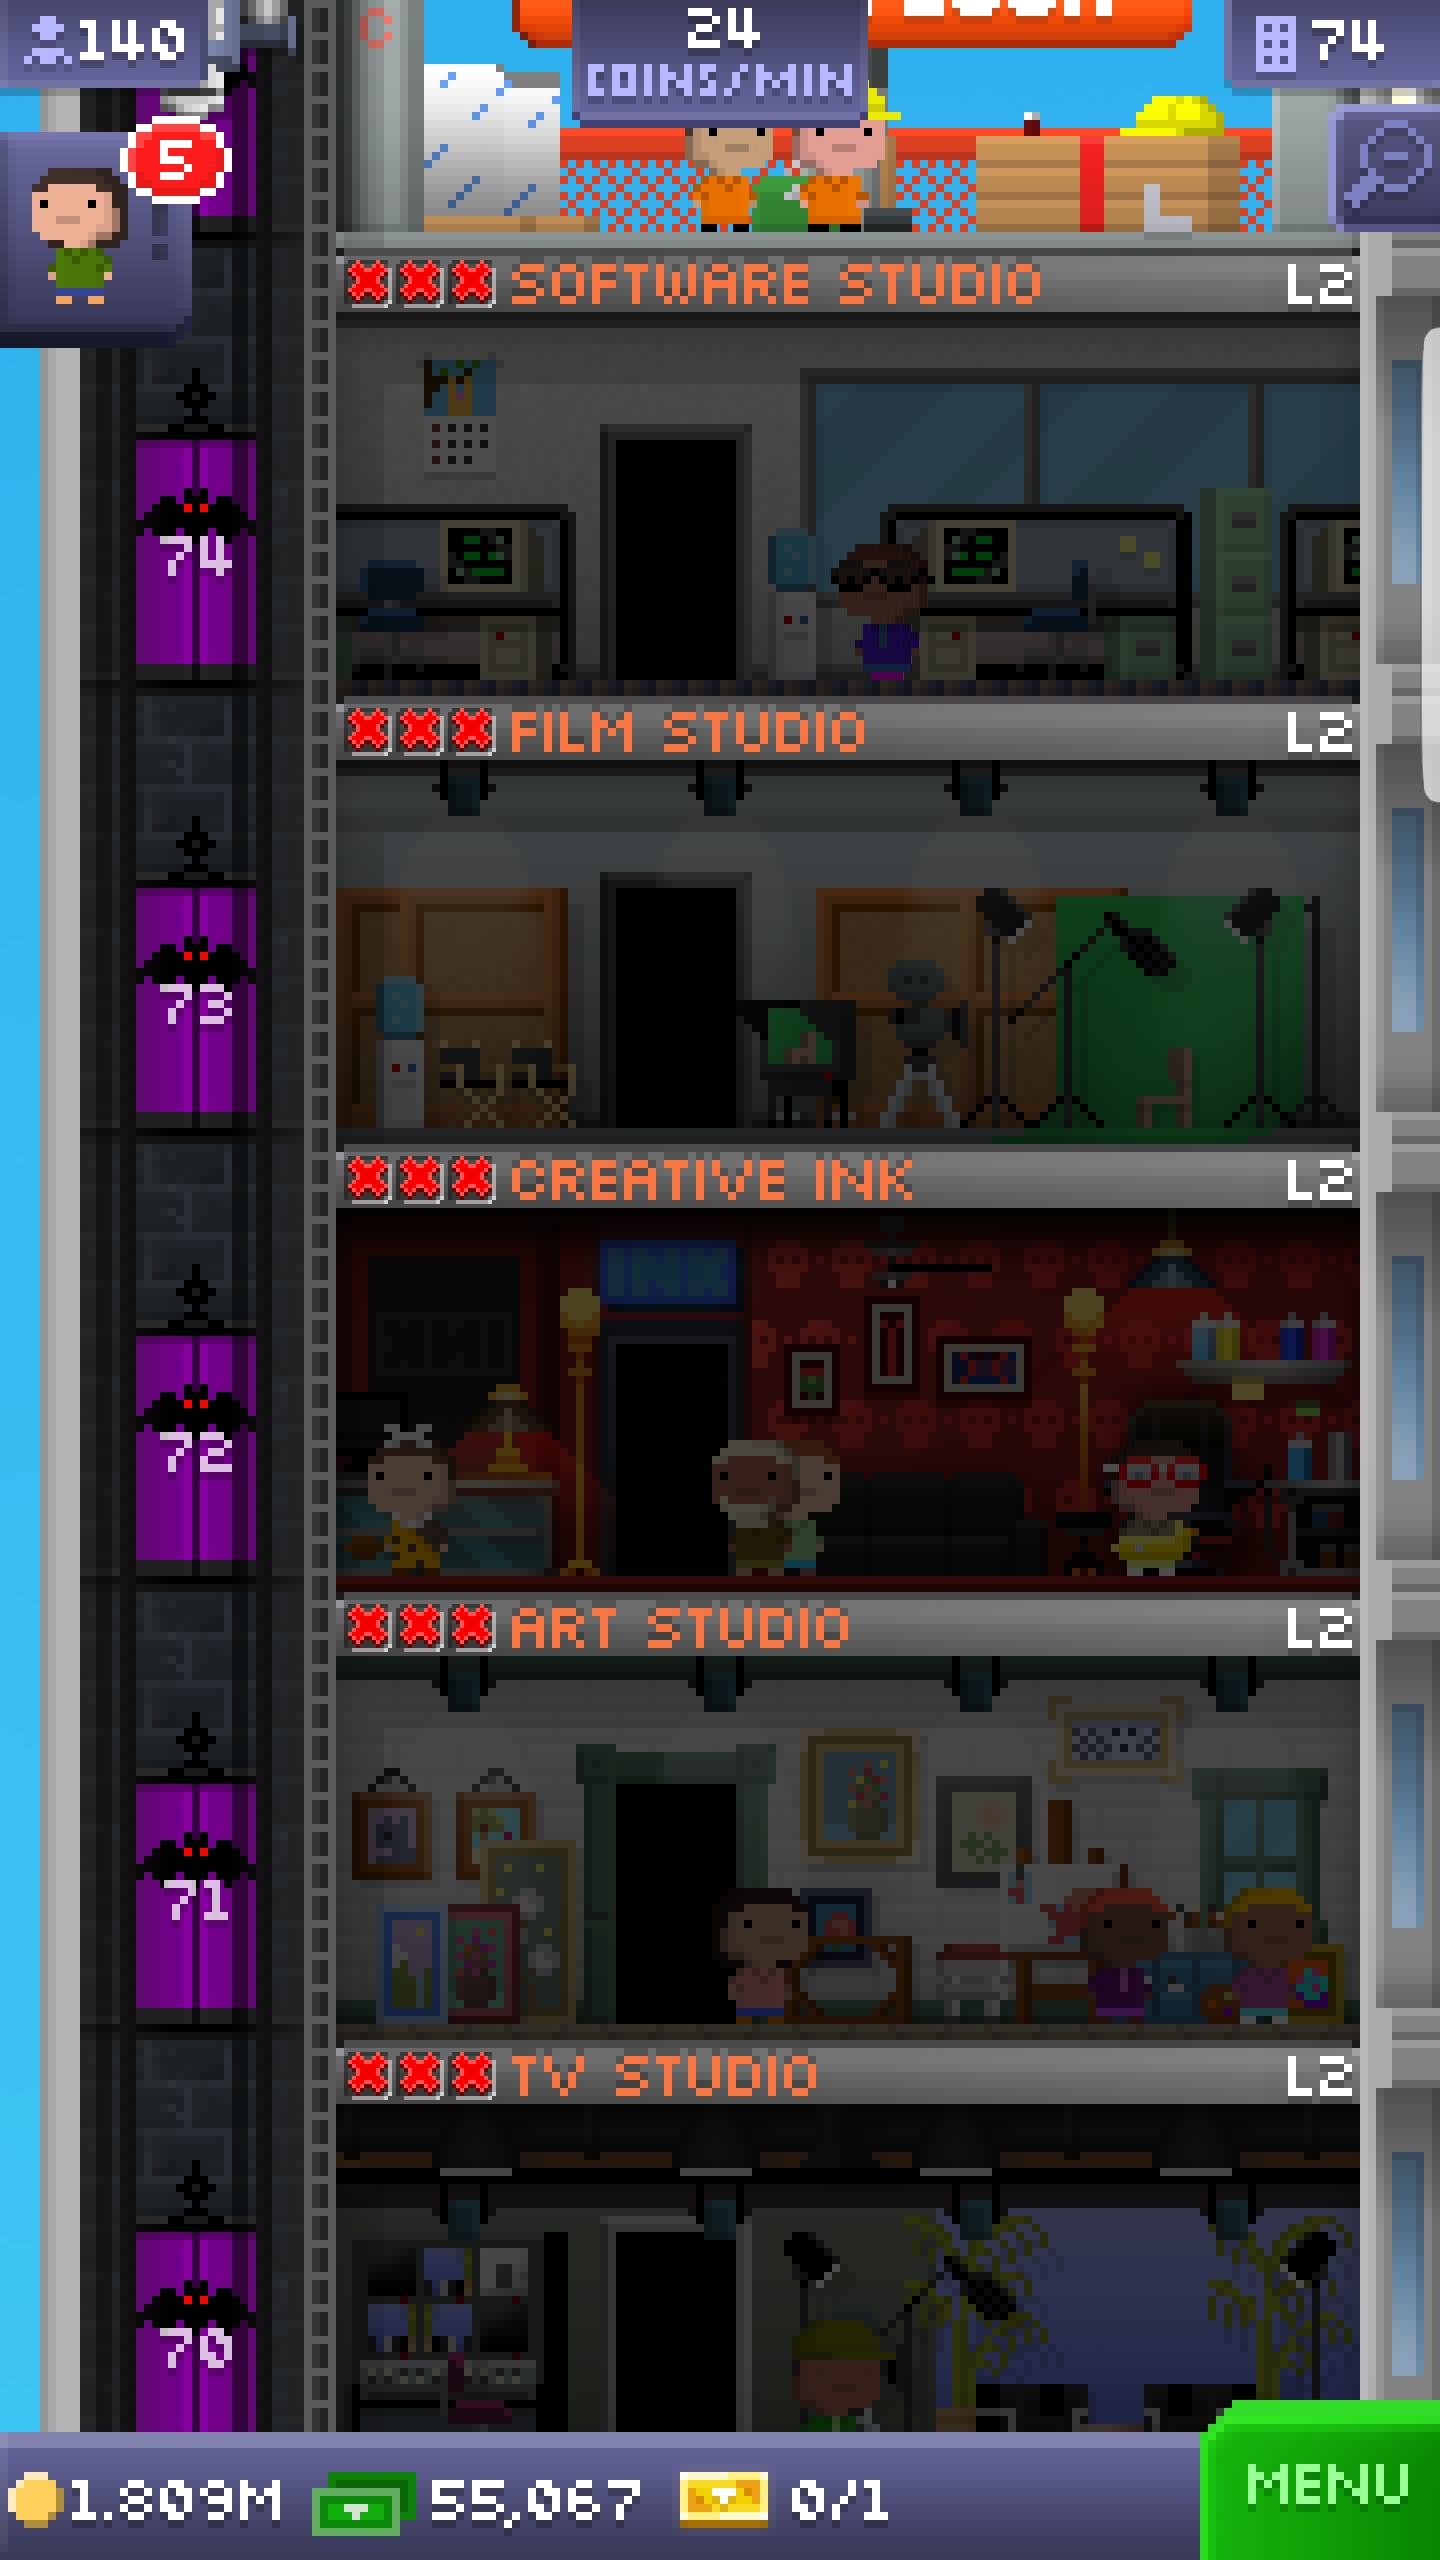 140
24
COINS/MIN
74
5
SOFTWARE STUDIO L2
74
FILM STUDIO L2
73
CREATIVE INK L2
INK
72
ART STUDIO L2
71
TV STUDIO L2
70
1.809M 55,067 0/1 MENU